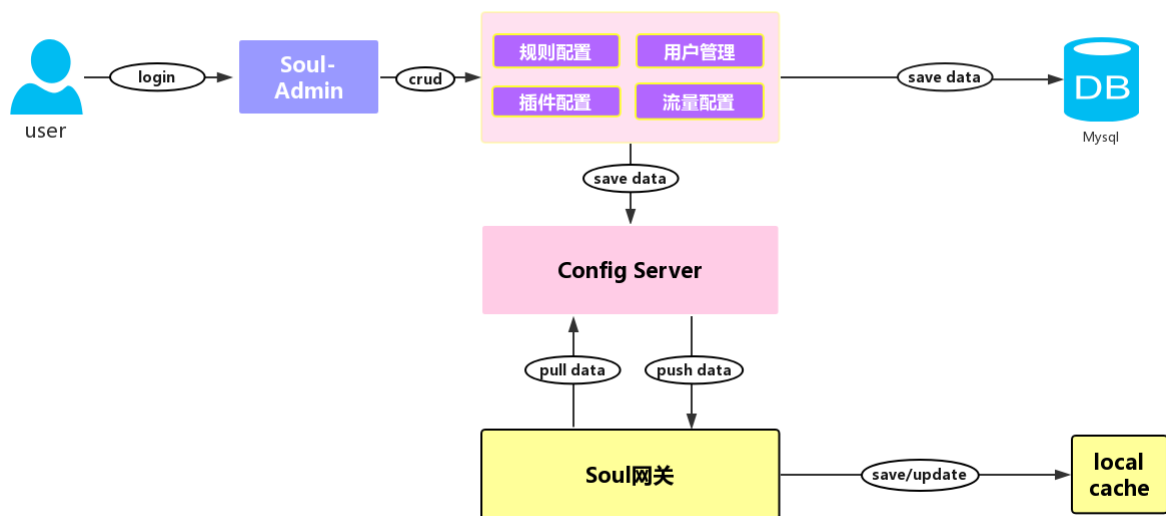 user
login
Soul-
Admin
crud
规则配置
用户管理
插件配置
流量配置
save data
DB
Mysql
save data
Config Server
pull data
push data
Soul网关
save/update
local
cache